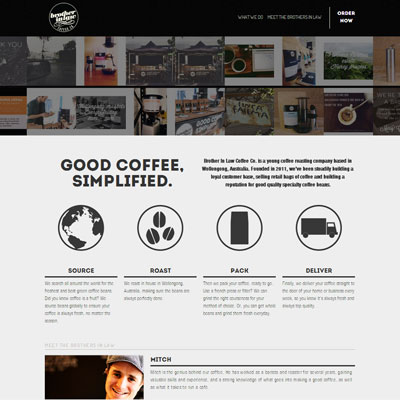 brother
in law
COFFEE CO.
WHAT WE DO MEET THE BROTHERS IN LAW
ORDER
NOW
THANK YOU
GOOD COFFEE,
SIMPLIFIED.
Brother In Law Coffee Co. is a young coffee roasting company based in
Wollongong, Australia. Founded in 2011, we've been steadily building a
loyal customer base, selling retail bags of coffee and building a
reputation for good quality specialty coffee beans.
SOURCE
We search all around the world for the
freshest and best green coffee beans.
Did you know coffee is a fruit? We
source beans globally to ensure your
coffee is always fresh, no matter the
season.
ROAST
We roast in house in Wollongong,
Australia, making sure the beans are
always perfectly done.
PACK
Then we pack your coffee, ready to go.
Use a french press or filter? We can
grind the right coarseness for your
method of choice. Or, you can get whole
beans and grind them fresh everyday.
DELIVER
Finally, we deliver your coffee straight to
the door of your home or business every
week, so you know it's always fresh and
always top quality.
MEET THE BROTHERS IN LAW
MITCH
Mitch is the genius behind our coffee. He has worked as a barista and roaster for several years, gaining
valuable skills and experience, and a strong knowledge of what goes into making a good coffee, as well
as what it takes to run a café.